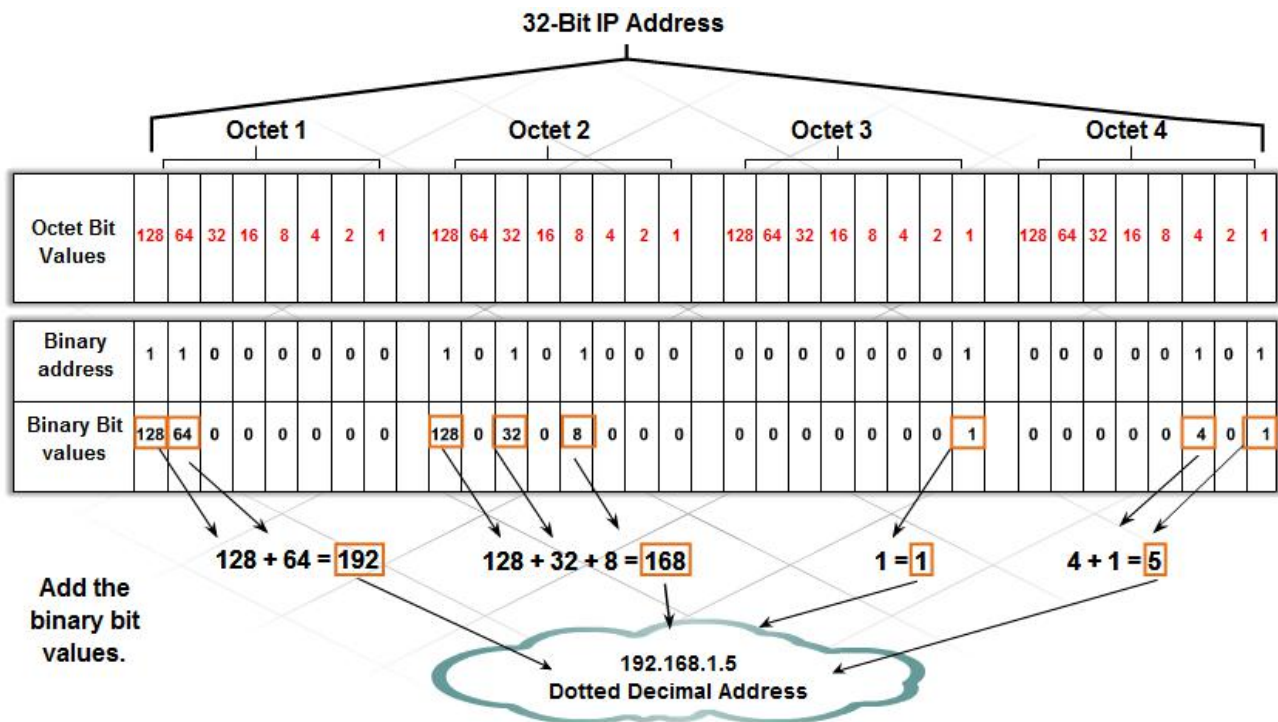 32-Bit IP Address
Octet 1 Octet 2 Octet 3 Octet 4
Octet Bit
Values
128 64 32 16 8 4 2 1 128 64 32 16 8 4 2 1 128 64 32 16 8 4 2 1 128 64 32 16 8 4 2 1
Binary
address
1 1 0 0 0 0 0 0 1 0 1 0 1 0 0 0 0 0 0 0 0 0 0 1 0 0 0 0 0 1 0 1
Binary Bit
values
128 64 0 0 0 0 0 0 128 0 32 0 8 0 0 0 0 0 0 0 0 0 0 1 0 0 0 0 0 4 0 1
128 + 64 = 192 128 + 32 + 8 = 168 1 = 1 4 + 1 = 5
Add the
binary bit
values.
192.168.1.5
Dotted Decimal Address